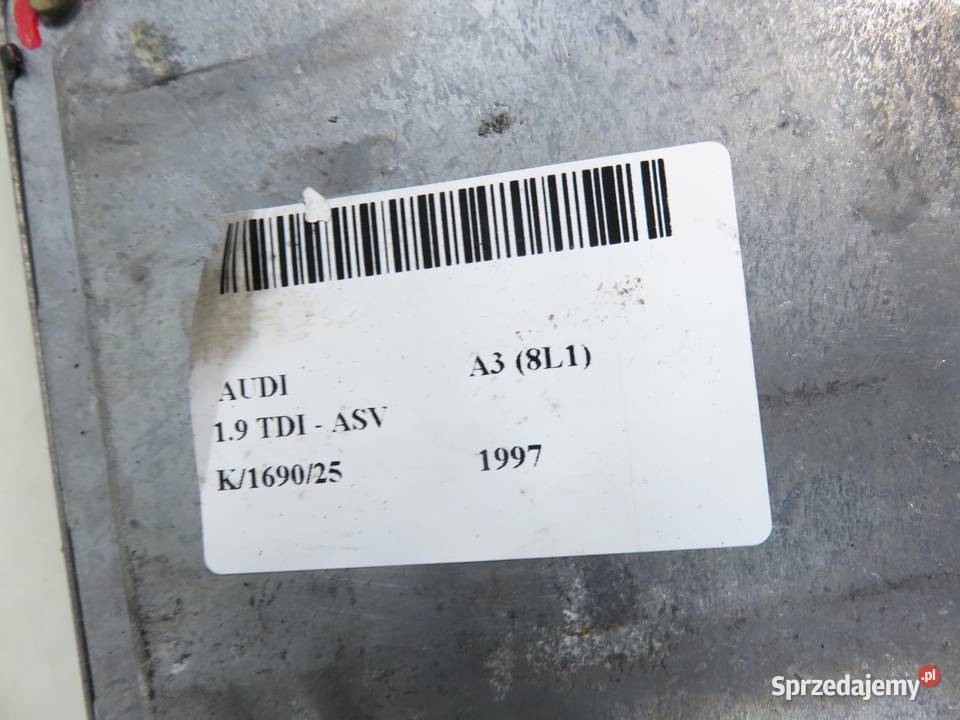 AUDI A3 (8L1)
1.9 TDI - ASV
K/1690/25 1997
Sprzedajemy.pl